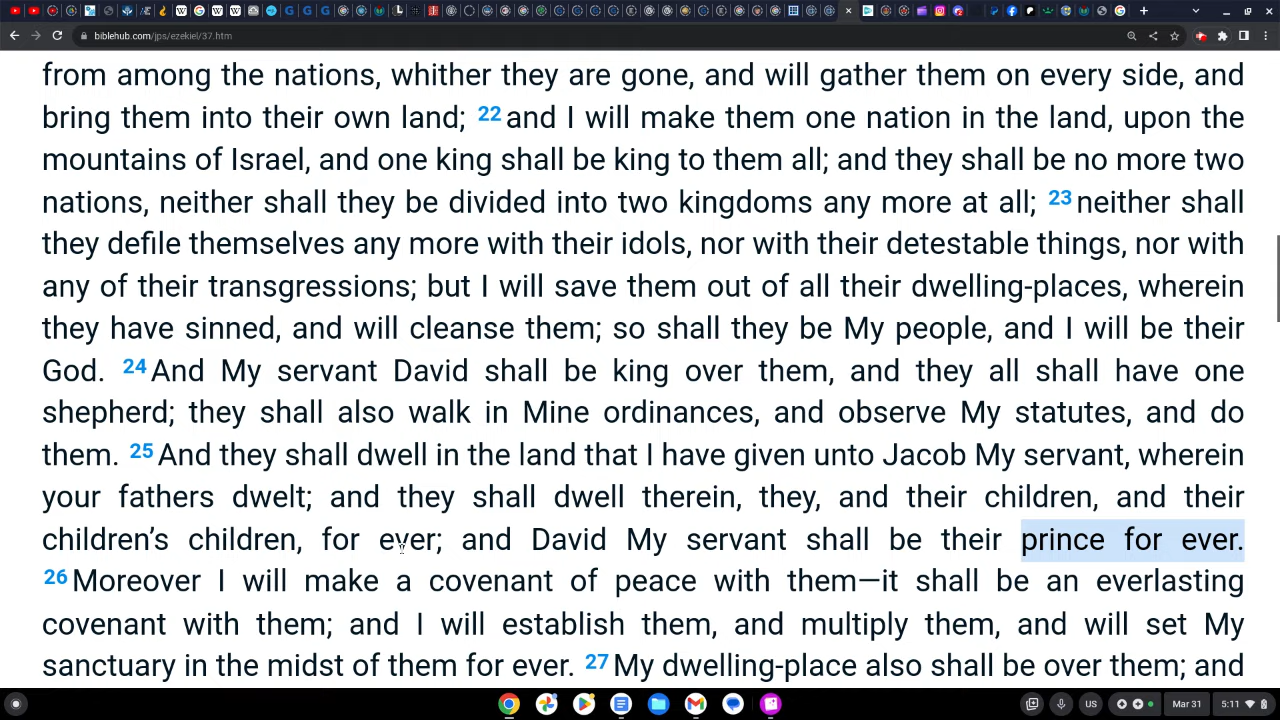 biblehub.com/jps/ezekiel/37.htm
from among the nations, whither they are gone, and will gather them on every side, and
bring them into their own land; 22 and I will make them one nation in the land, upon the
mountains of Israel, and one king shall be king to them all; and they shall be no more two
nations, neither shall they be divided into two kingdoms any more at all; 23 neither shall
they defile themselves any more with their idols, nor with their detestable things, nor with
any of their transgressions; but I will save them out of all their dwelling-places, wherein
they have sinned, and will cleanse them; so shall they be My people, and I will be their
God. 24 And My servant David shall be king over them, and they all shall have one
shepherd; they shall also walk in Mine ordinances, and observe My statutes, and do
them. 25 And they shall dwell in the land that I have given unto Jacob My servant, wherein
your fathers dwelt; and they shall dwell therein, they, and their children, and their
children’s children, for ever; and David My servant shall be their prince for ever.
26 Moreover I will make a covenant of peace with them—it shall be an everlasting
covenant with them; and I will establish them, and multiply them, and will set My
sanctuary in the midst of them for ever. 27 My dwelling-place also shall be over them; and
US Mar 31 5:11